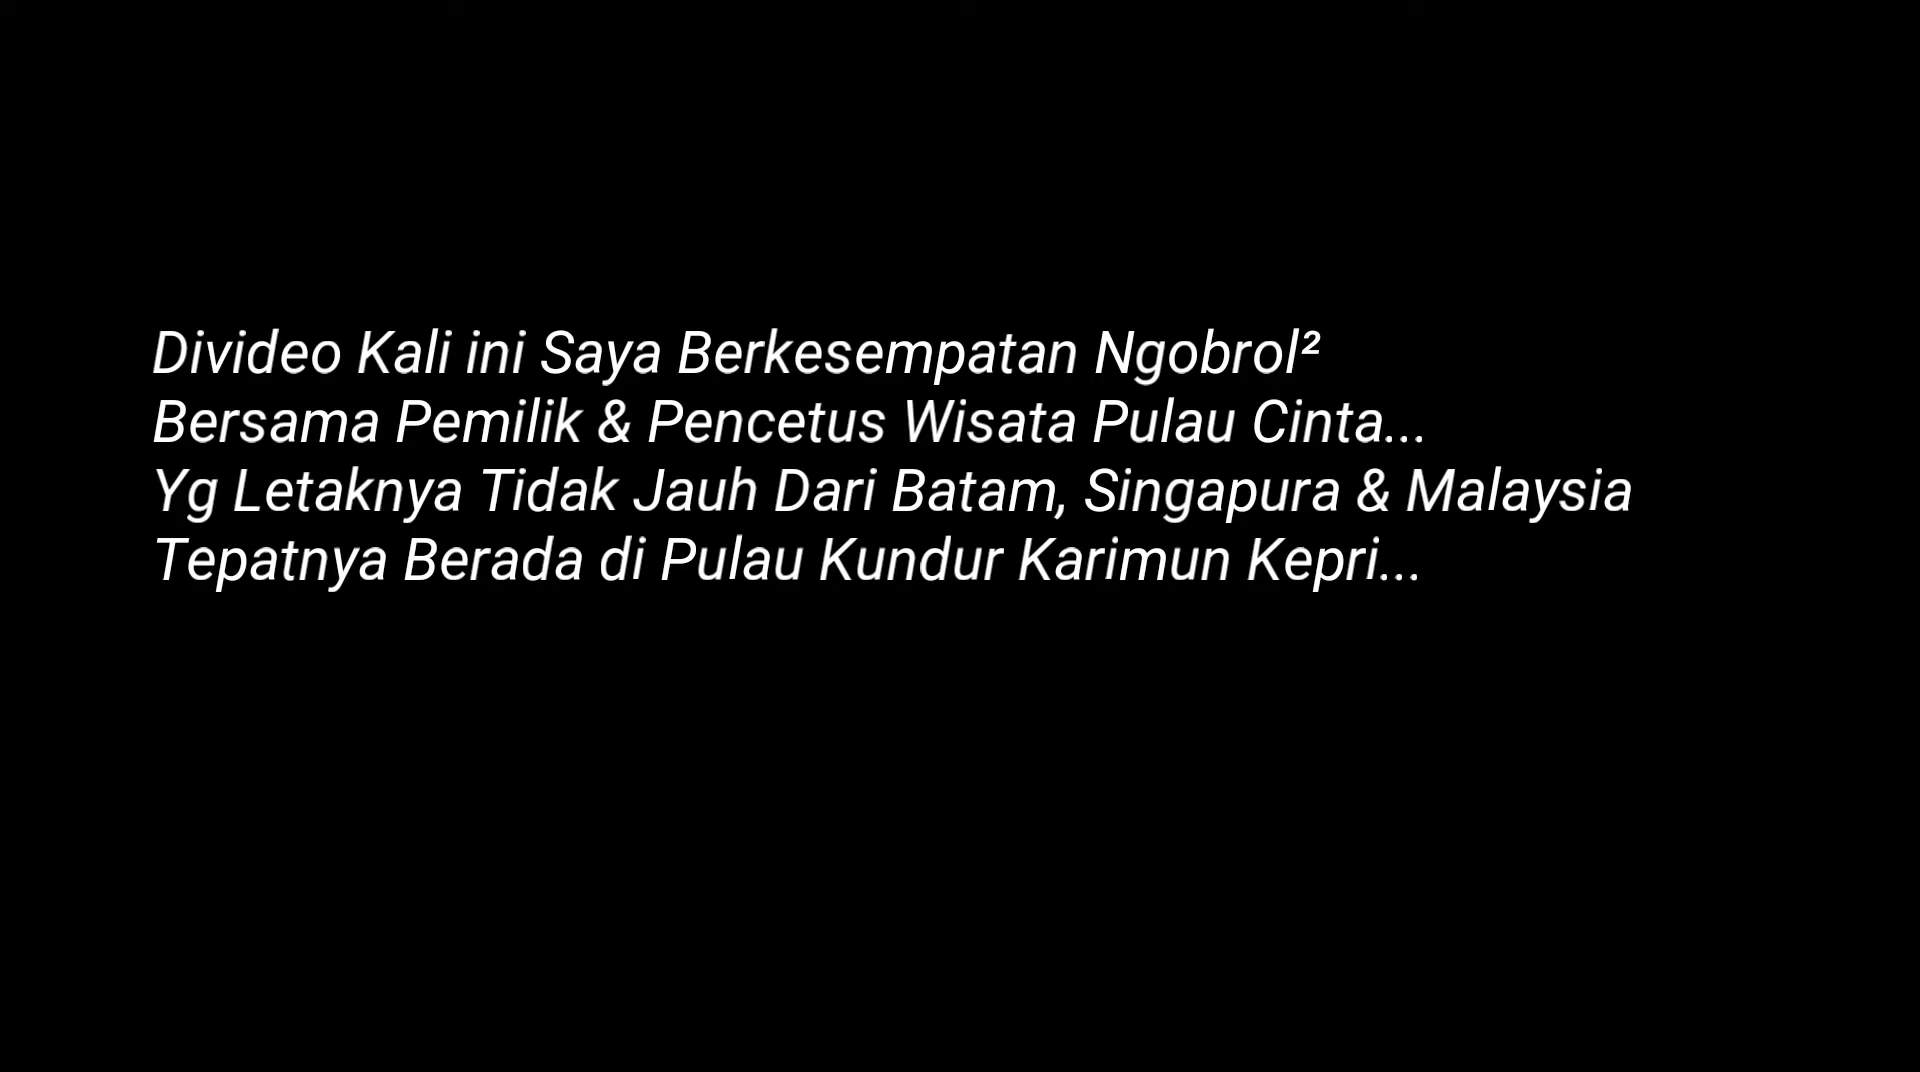 Divideo Kali ini Saya Berkesempatan Ngobrol²
Bersama Pemilik & Pencetus Wisata Pulau Cinta...
Yg Letaknya Tidak Jauh Dari Batam, Singapura & Malaysia
Tepatnya Berada di Pulau Kundur Karimun Kepri...